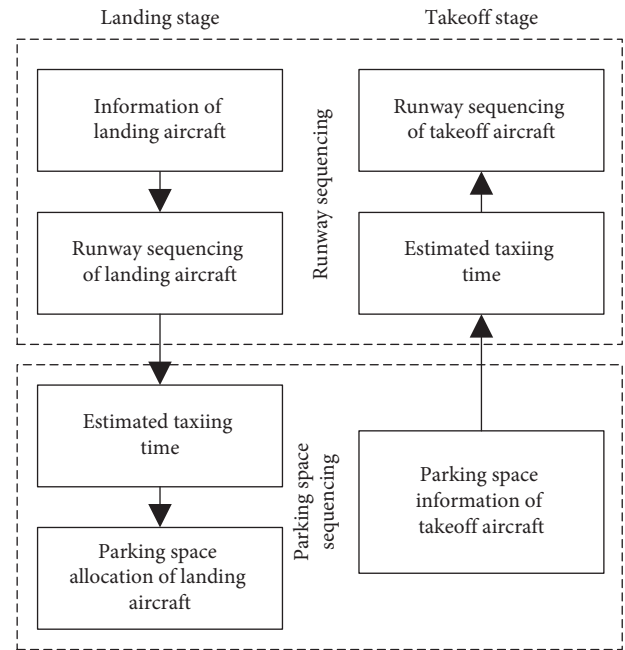 Landing stage
Takeoff stage
Information of
landing aircraft
Runway sequencing
of landing aircraft
Runway sequencing
Runway sequencing
of takeoff aircraft
Estimated taxiing
time
Estimated taxiing
time
Parking space
allocation of landing
aircraft
Parking space
sequencing
Parking space
information of
takeoff aircraft